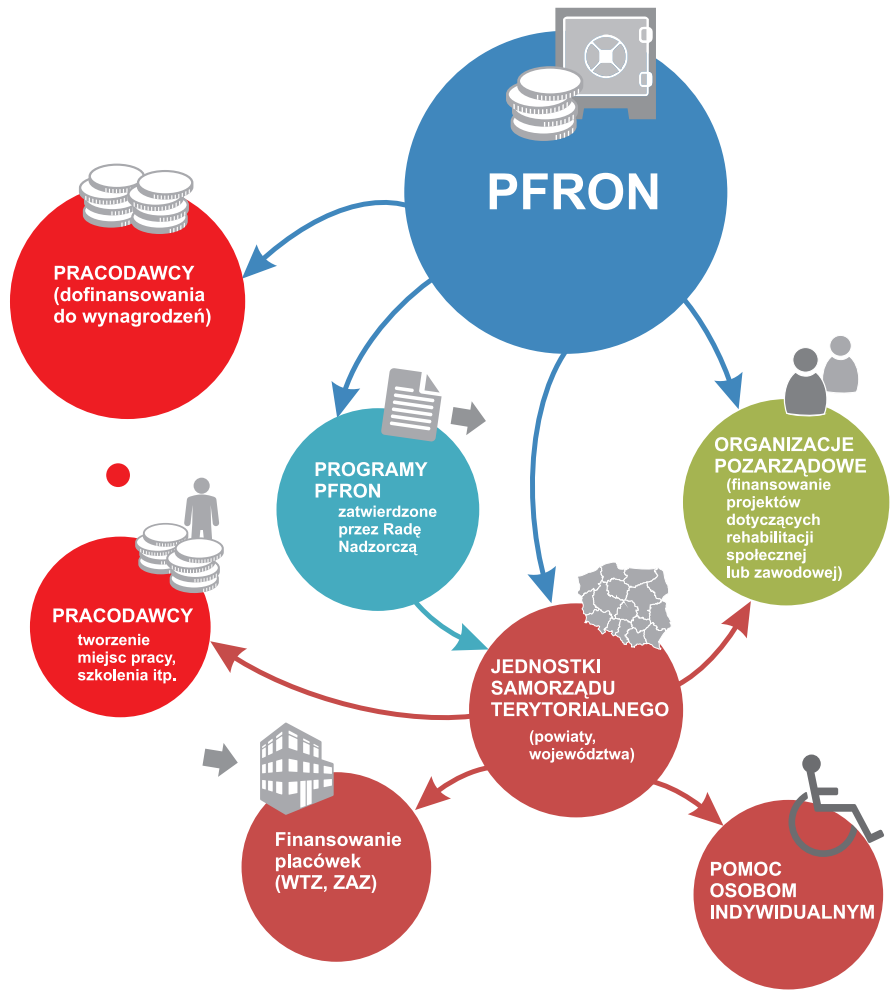 PFRON
PRACODAWCY
(dofinansowania
do wynagrodzeń)
PROGRAMY
PFRON
zatwierdzone
przez Radę
Nadzorczą
ORGANIZACJE
POZARZĄDOWE
(finansowanie
projektów
dotyczących
rehabilitacji
społecznej
lub zawodowej)
PRACODAWCY
tworzenie
miejsc pracy,
szkolenia itp.
JEDNOSTKI
SAMORZĄDU
TERYTORIALNEGO
(powiaty,
województwa)
Finansowanie
placówek
(WTZ, ZAZ)
POMOC
OSOBOM
INDYWIDUALNYM